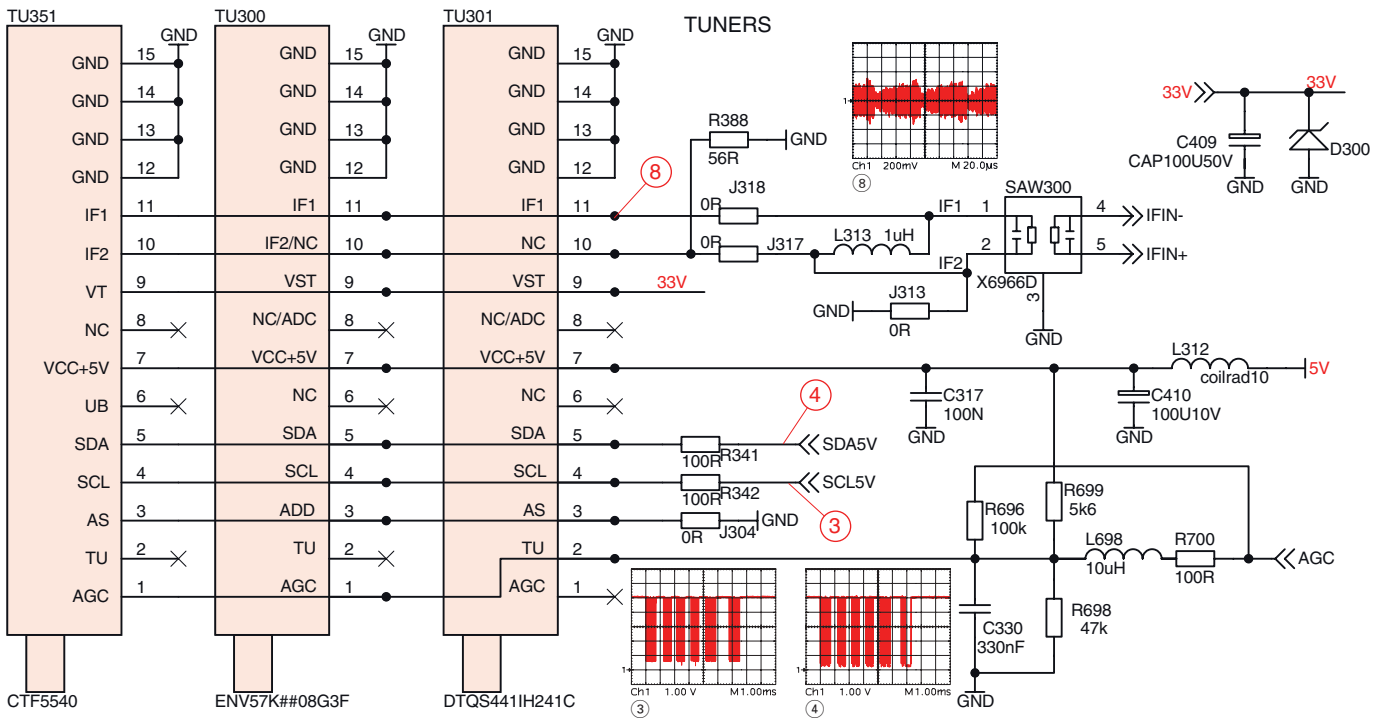 TU351
TU300
TU301
TUNERS
GND
GND
GND
GND 15
GND 15
GND 15
GND 14
GND 14
GND 14
GND 13
GND 13
GND 13
GND 12
GND 12
GND 12
IF1 11
IF1 11
IF1 11
IF2 10
IF2/NC 10
NC 10
VT 9
VST 9
VST 9
33V
NC 8
NC/ADC 8
NC/ADC 8
VCC+5V 7
VCC+5V 7
VCC+5V 7
UB 6
NC 6
NC 6
SDA 5
SDA 5
SDA 5
SCL 4
SCL 4
SCL 4
AS 3
ADD 3
AS 3
TU 2
TU 2
TU 2
AGC 1
AGC 1
AGC 1
CTF5540
ENV57K##08G3F
DTQS441IH241C
8
R388
56R
GND
J318
0R
0R
J317
L313 1uH
IF1
IF2
J313
0R
GND
1
Ch1 200mV M 20.0µs
8
SAW300
1
2
3
4
5
X6966D
GND
IFIN-
IFIN+
33V
33V
C409
CAP100U50V
GND
D300
GND
C317
100N
GND
L312
coilrad10
5V
C410
100U10V
GND
4
100R R341
SDA5V
100R R342
SCL5V
3
0R J304
GND
R696
100k
R699
5k6
L698
10uH
R700
100R
AGC
C330
330nF
R698
47k
GND
1
Ch1 1.00 V M1.00ms
3
1
Ch1 1.00 V M1.00ms
4